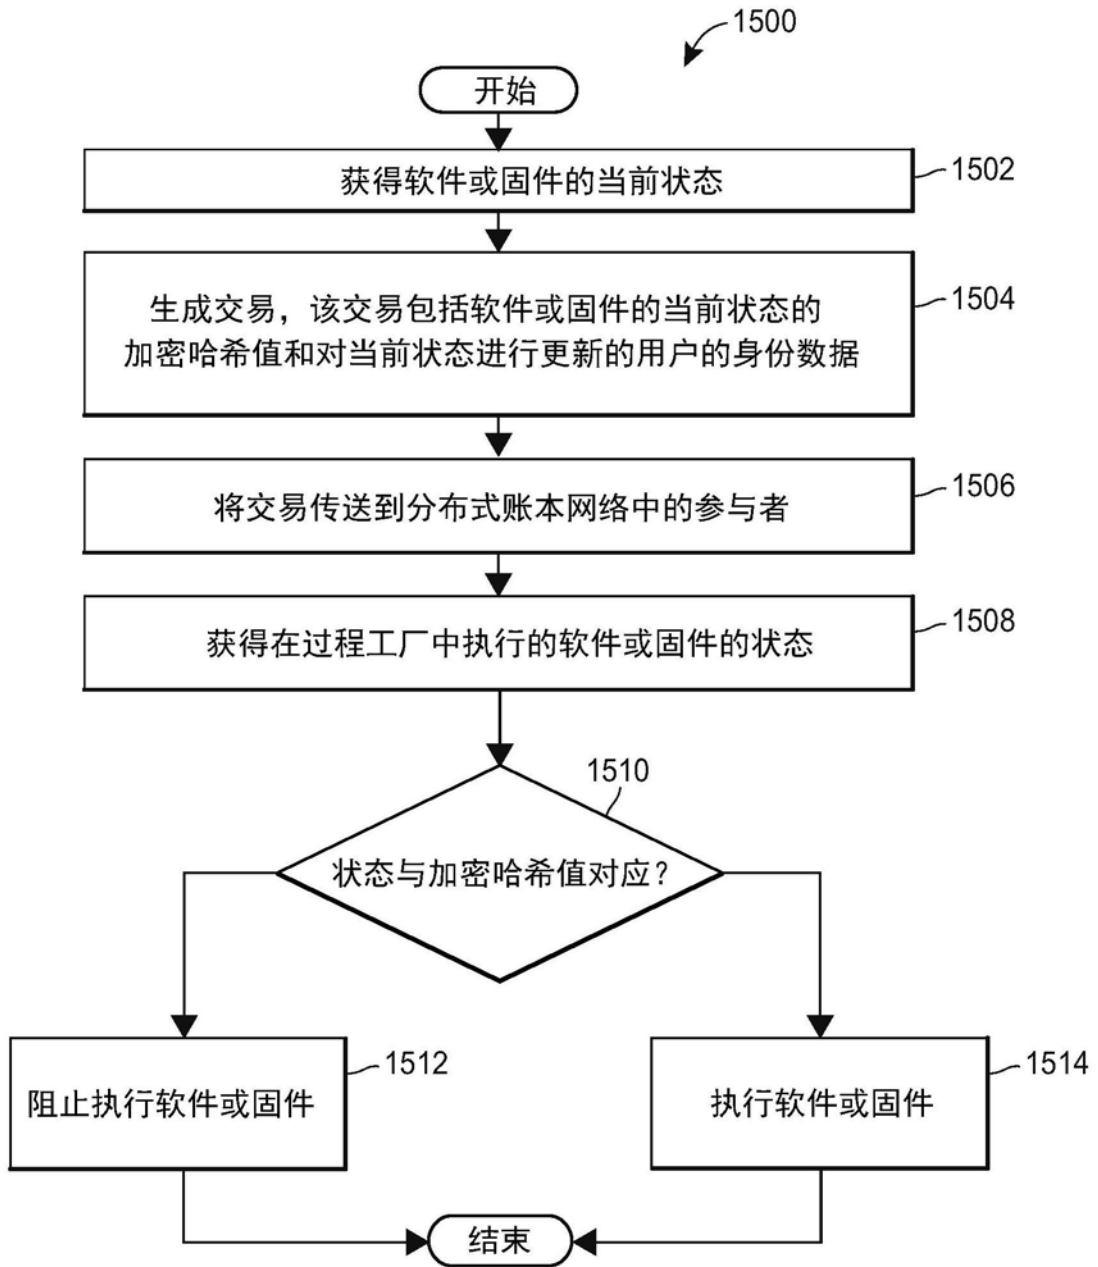 1500
开始
获得软件或固件的当前状态
1502
生成交易，该交易包括软件或固件的当前状态的
加密哈希值和对当前状态进行更新的用户的身份数据
1504
将交易传送到分布式账本网络中的参与者
1506
获得在过程工厂中执行的软件或固件的状态
1508
1510
状态与加密哈希值对应？
阻止执行软件或固件
1512
执行软件或固件
1514
结束